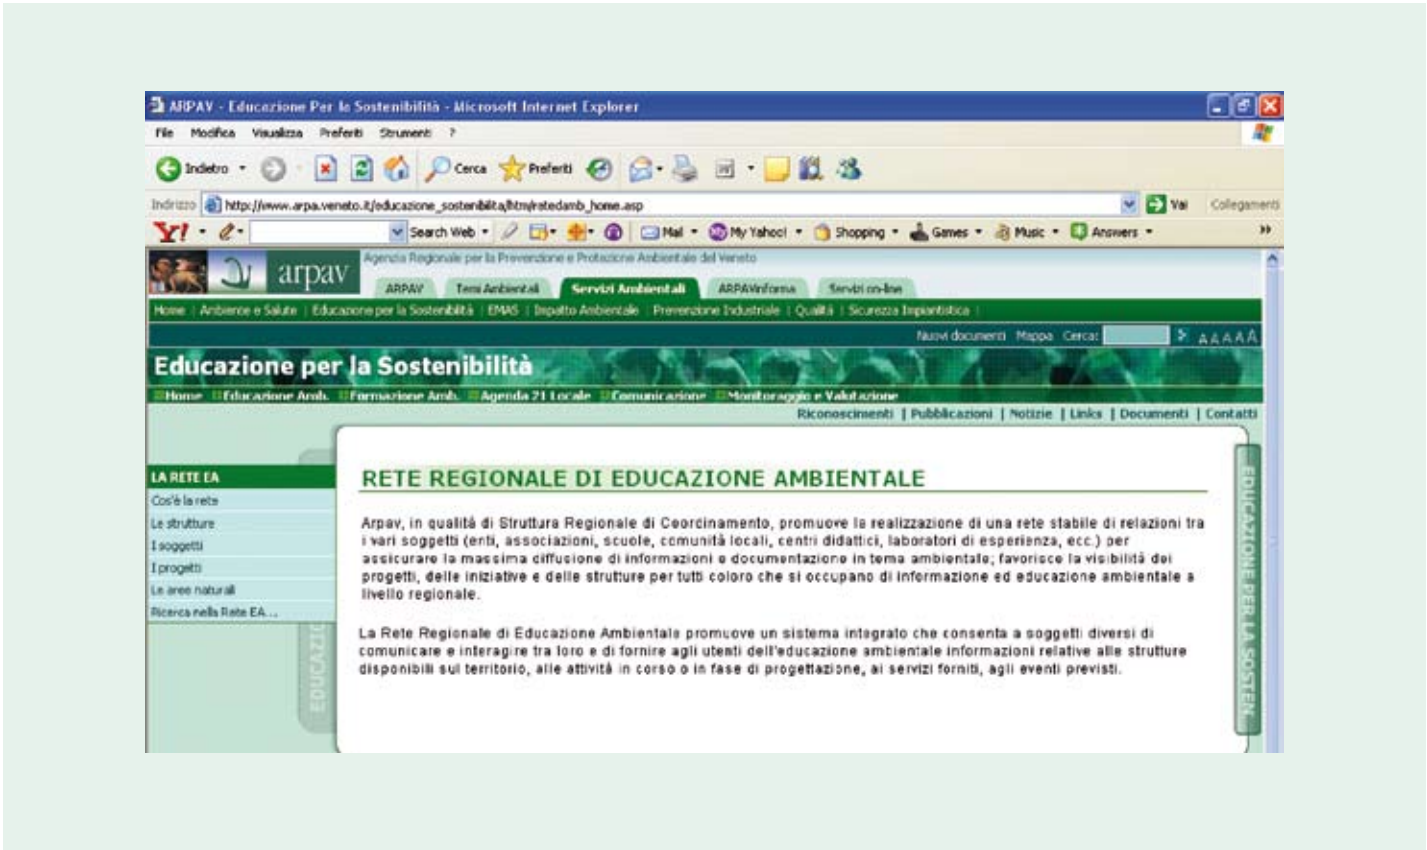 ARPAV - Educazione Per la Sostenibilità - Microsoft Internet Explorer
File Modifica Visualizza Preferiti Strumenti ?
Indietro Cerca Preferiti
Indirizzo http://www.arpa.veneto.it/educazione_sostenibilita/htm/retedamb_home.asp Vai Collegamenti
Y! Search Web Mail My Yahoo! Shopping Games Music Answers »
arpav Agenzia Regionale per la Prevenzione e Protezione Ambientale del Veneto
ARPAV Temi Ambientali Servizi Ambientali ARPAVinforma Servizi on-line
Home | Ambiente e Salute | Educazione per la Sostenibilità | EMAS | Impatto Ambientale | Prevenzione Industriale | Qualità | Sicurezza Impiantistica |
Nuovi documenti Mappa Cerca: A A A A A
Educazione per la Sostenibilità
Home Educazione Amb. Formazione Amb. Agenda 21 Locale Comunicazione Monitoraggio e Valutazione
Riconoscimenti | Pubblicazioni | Notizie | Links | Documenti | Contatti
LA RETE EA
Cos'è la rete
Le strutture
I soggetti
I progetti
Le aree naturali
Ricerca nella Rete EA...
RETE REGIONALE DI EDUCAZIONE AMBIENTALE
Arpav, in qualità di Struttura Regionale di Coordinamento, promuove la realizzazione di una rete stabile di relazioni tra
i vari soggetti (enti, associazioni, scuole, comunità locali, centri didattici, laboratori di esperienza, ecc.) per
assicurare la massima diffusione di informazioni e documentazione in tema ambientale; favorisce la visibilità dei
progetti, delle iniziative e delle strutture per tutti coloro che si occupano di informazione ed educazione ambientale a
livello regionale.
La Rete Regionale di Educazione Ambientale promuove un sistema integrato che consenta a soggetti diversi di
comunicare e interagire tra loro e di fornire agli utenti dell'educazione ambientale informazioni relative alle strutture
disponibili sul territorio, alle attività in corso o in fase di progettazione, ai servizi forniti, agli eventi previsti.
EDUCAZIO
EDUCAZIONE PER LA SOSTEN